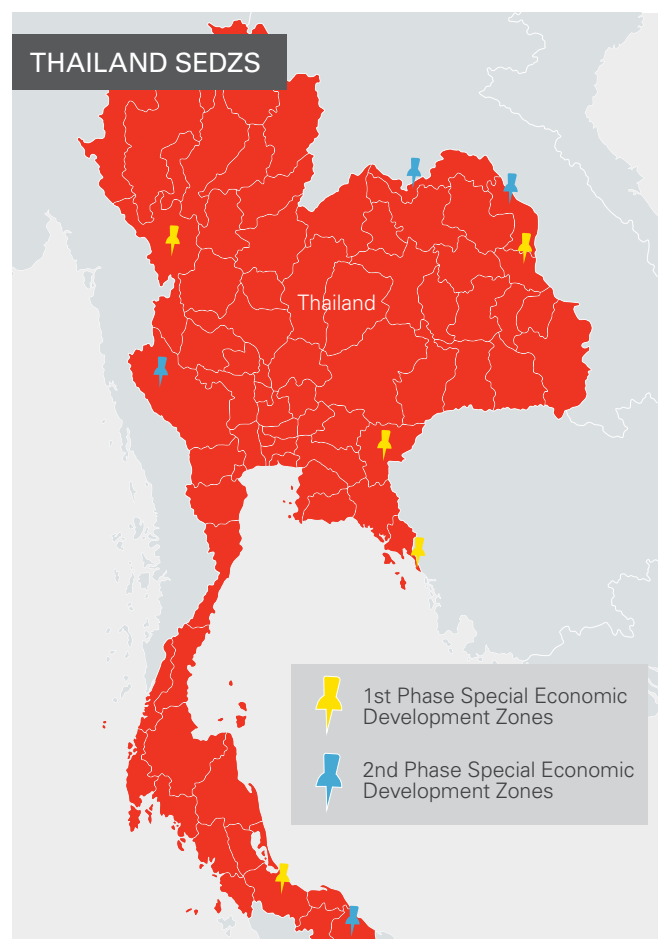 THAILAND SEDZS
Thailand
1st Phase Special Economic
Development Zones
2nd Phase Special Economic
Development Zones